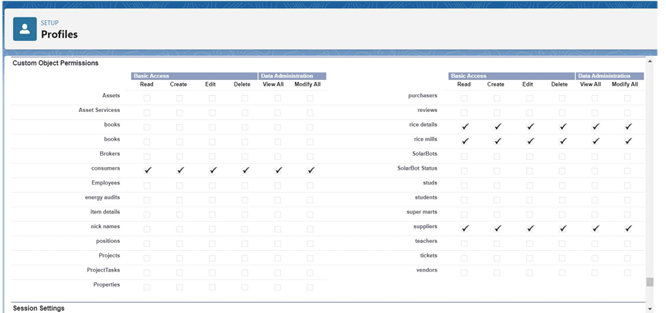 SETUP
Profiles
Custom Object Permissions
Basic Access Data Administration Basic Access Data Administration
Read Create Edit Delete View All Modify All Read Create Edit Delete View All Modify All
Assets purchasers
Asset Servicess reviews
books rice details
books rice mills
Brokers SolarBots
consumers SolarBot Status
Employees studs
energy audits students
item details super marts
nick names suppliers
positions teachers
Projects tickets
ProjectTasks vendors
Properties
Session Settings